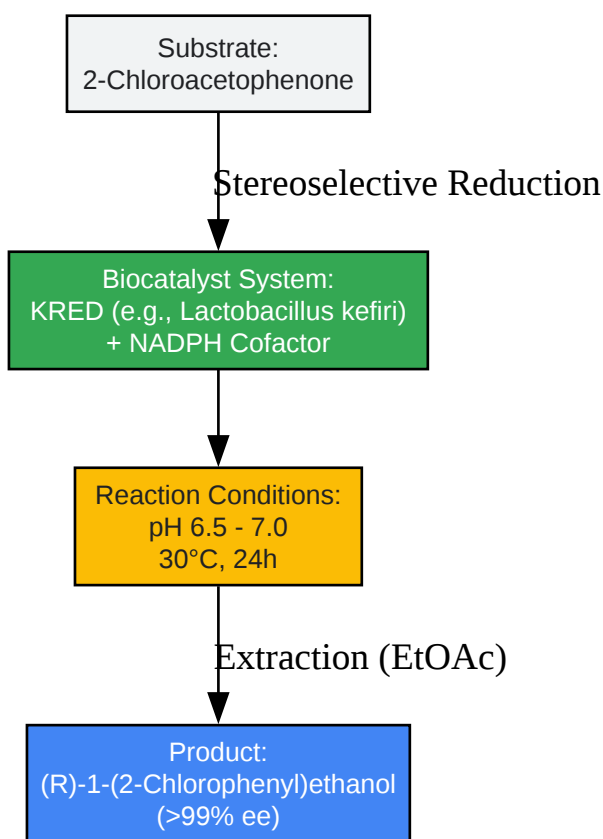 Substrate:
2-Chloroacetophenone
Stereoselective Reduction
Biocatalyst System:
KRED (e.g., Lactobacillus kefiri)
+ NADPH Cofactor
Reaction Conditions:
pH 6.5 - 7.0
30°C, 24h
Extraction (EtOAc)
Product:
(R)-1-(2-Chlorophenyl)ethanol
(>99% ee)